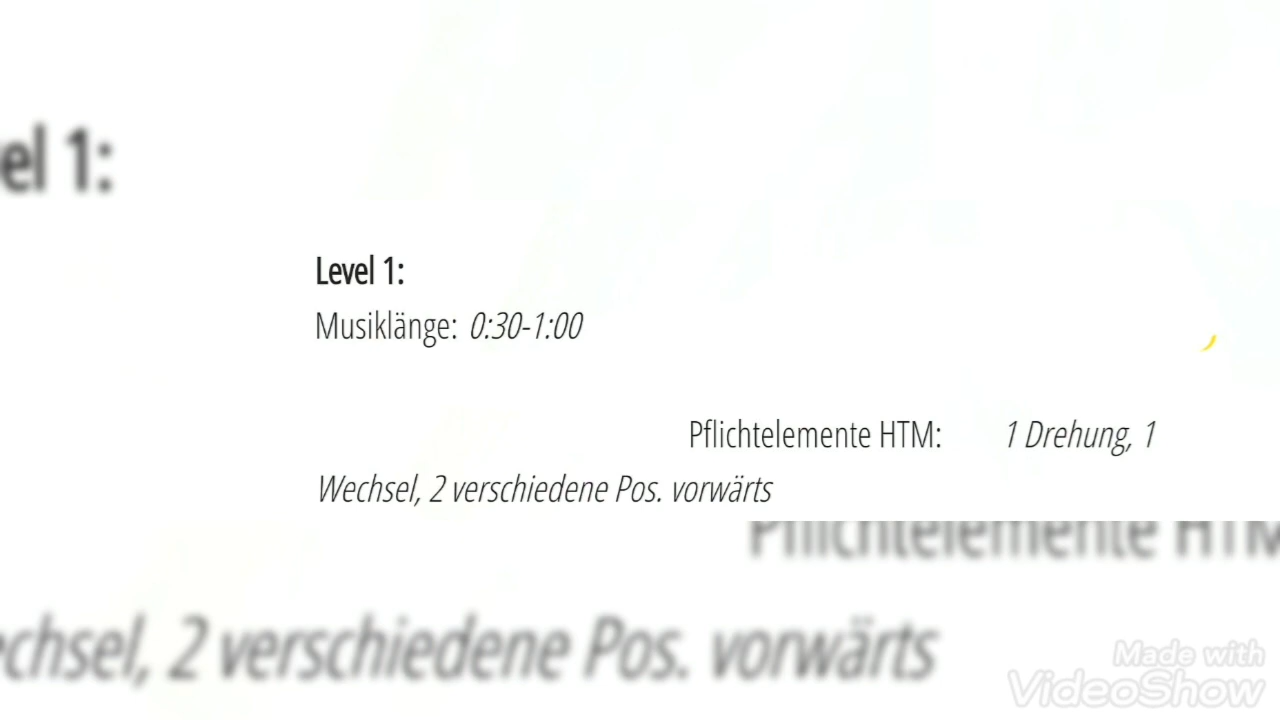 el 1:
Level 1:
Musiklänge: 0:30-1:00
Pflichtelemente HTM: 1 Drehung, 1
Wechsel, 2 verschiedene Pos. vorwärts
Pflichtelemente HTM
echsel, 2 verschiedene Pos. vorwärts
Made with
VideoShow